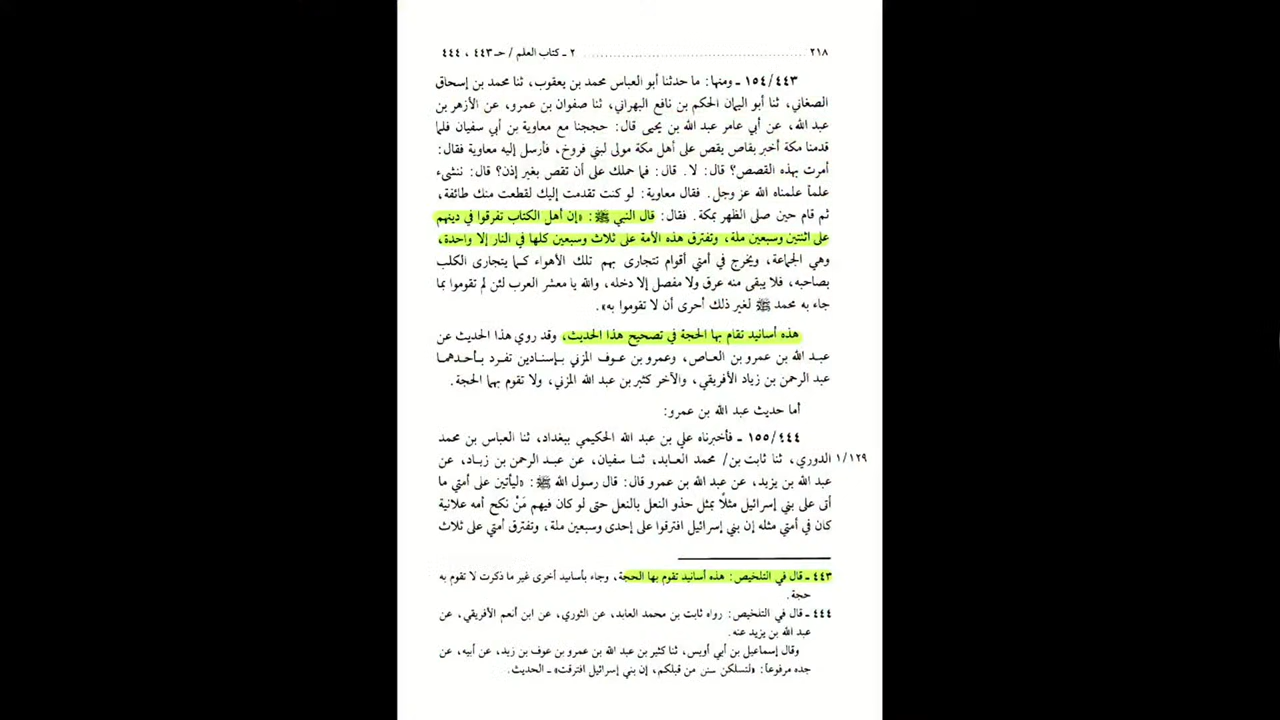 ٢١٨ ........ ٢ ـ كتاب العلم / حـ ٤٤٣ ، ٤٤٤
١٥٤/٤٤٣ ـ ومنها: ما حدثنا أبو العباس محمد بن يعقوب، ثنا محمد بن إسحاق
الصغاني، ثنا أبو اليمان الحكم بن نافع البهراني، ثنا صفوان بن عمرو، عن الأزهر بن
عبد الله، عن أبي عامر عبد الله بن يحيى قال: حججنا مع معاوية بن أبي سفيان فلما
قدمنا مكة أخبر بقاص يقص على أهل مكة مولى لبني فروخ، فأرسل إليه معاوية فقال:
أمرت بهذه القصص؟ قال: لا. قال: فما حملك على أن تقص بغير إذن؟ قال: ننشىء
علماً علمناه الله عز وجل. فقال معاوية: لو كنت تقدمت إليك لقطعت منك طائفة،
ثم قام حين صلى الظهر بمكة. فقال: قال النبي ﷺ: «إن أهل الكتاب تفرقوا في دينهم
على اثنتين وسبعين ملة، وتفترق هذه الأمة على ثلاث وسبعين كلها في النار إلا واحدة،
وهي الجماعة، ويخرج في أمتي أقوام تتجارى بهم تلك الأهواء كما يتجارى الكلب
بصاحبه، فلا يبقى منه عرق ولا مفصل إلا دخله، والله يا معشر العرب لئن لم تقوموا بما
جاء به محمد ﷺ لغير ذلك أحرى أن لا تقوموا به».
هذه أسانيد تقام بها الحجة في تصحيح هذا الحديث، وقد روي هذا الحديث عن
عبد الله بن عمرو بن العاص، وعمرو بن عوف المزني بإسنادين تفرد بأحدهما
عبد الرحمن بن زياد الأفريقي، والآخر كثير بن عبد الله المزني، ولا تقوم بهما الحجة.
أما حديث عبد الله بن عمرو:
١٥٥/٤٤٤ ـ فأخبرناه علي بن عبد الله الحكيمي ببغداد، ثنا العباس بن محمد
١/١٢٩ الدوري، ثنا ثابت بن/ محمد العابد، ثنا سفيان، عن عبد الرحمن بن زياد، عن
عبد الله بن يزيد، عن عبد الله بن عمرو قال: قال رسول الله ﷺ: «ليأتين على أمتي ما
أتى على بني إسرائيل مثلًا بمثل حذو النعل بالنعل حتى لو كان فيهم مَنْ نكح أمه علانية
كان في أمتي مثله إن بني إسرائيل افترقوا على إحدى وسبعين ملة، وتفترق أمتي على ثلاث
٤٤٣ ـ قال في التلخيص: هذه أسانيد تقوم بها الحجة، وجاء بأسانيد أخرى غير ما ذكرت لا تقوم به
حجة.
٤٤٤ ـ قال في التلخيص: رواه ثابت بن محمد العابد، عن الثوري، عن ابن أنعم الأفريقي، عن
عبد الله بن يزيد عنه.
وقال إسماعيل بن أبي أويس، ثنا كثير بن عبد الله بن عمرو بن عوف بن زيد، عن أبيه، عن
جده مرفوعاً: «لتسلكن سنن من قبلكم، إن بني إسرائيل افترقت» ـ الحديث.